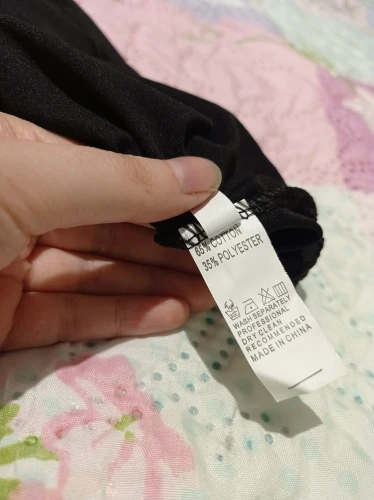 65% COTTON
35% POLYESTER
WASH SEPARATELY
PROFESSIONAL
DRY CLEAN
RECOMMENDED
MADE IN CHINA